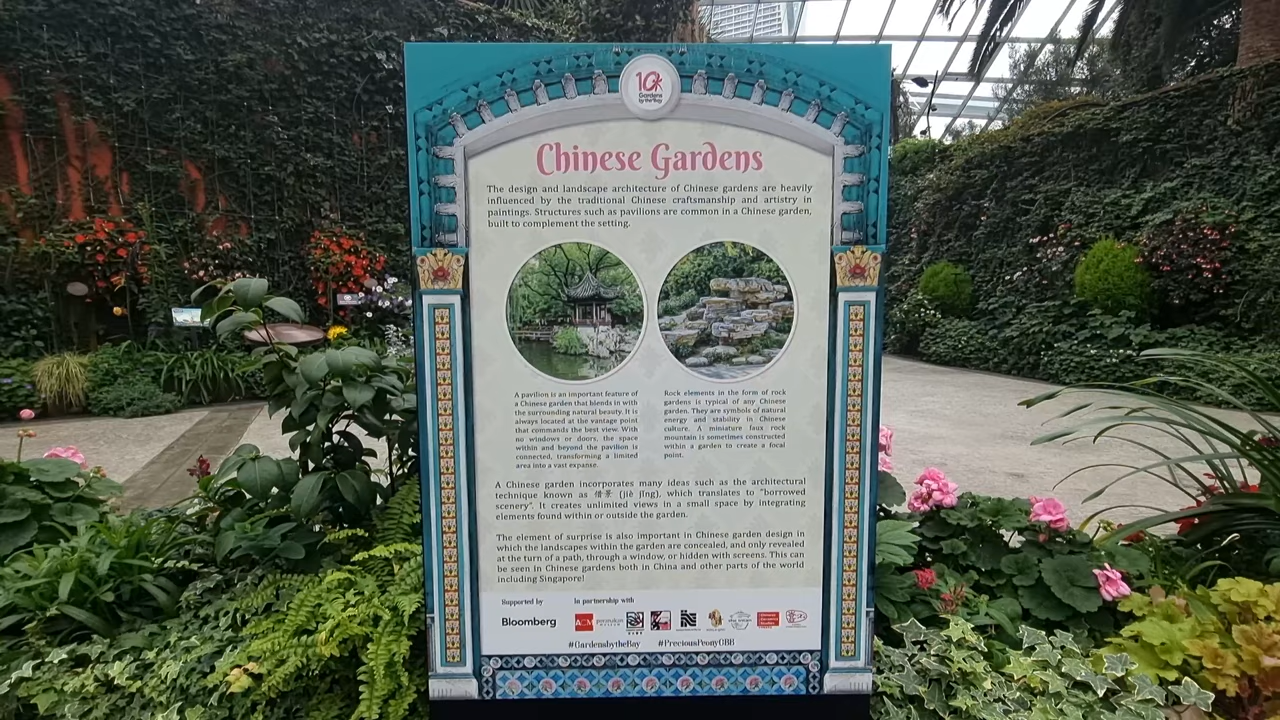 10
Gardens
by the Bay
Chinese Gardens
The design and landscape architecture of Chinese gardens are heavily
influenced by the traditional Chinese craftsmanship and artistry in
paintings. Structures such as pavilions are common in a Chinese garden,
built to complement the setting.
A pavilion is an important feature of
a Chinese garden that blends in with
the surrounding natural beauty. It is
always located at the vantage point
that commands the best view. With
no windows or doors, the space
within and beyond the pavilion is
connected, transforming a limited
area into a vast expanse.
Rock elements in the form of rock
gardens is typical of any Chinese
garden. They are symbols of natural
energy and stability in Chinese
culture. A miniature faux rock
mountain is sometimes constructed
within a garden to create a focal
point.
A Chinese garden incorporates many ideas such as the architectural
technique known as 借景 (jiè jǐng), which translates to "borrowed
scenery". It creates unlimited views in a small space by integrating
elements found within or outside the garden.
The element of surprise is also important in Chinese garden design in
which the landscapes within the garden are concealed, and only revealed
at the turn of a path, through a window, or hidden with screens. This can
be seen in Chinese gardens both in China and other parts of the world
including Singapore!
Supported by
In partnership with
Bloomberg
ACM
#GardensbytheBay
#PreciousPeonyGBB